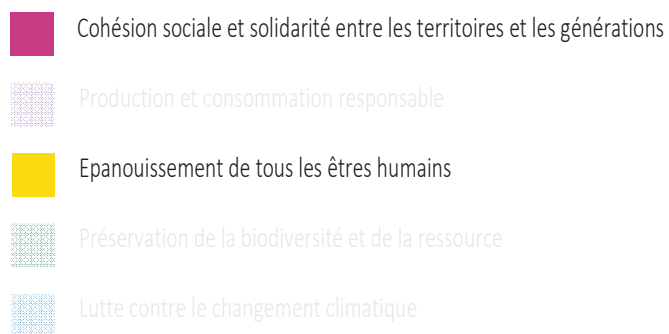 Cohésion sociale et solidarité entre les territoires et les générations
Production et consommation responsable
Epanouissement de tous les êtres humains
Préservation de la biodiversité et de la ressource
Lutte contre le changement climatique